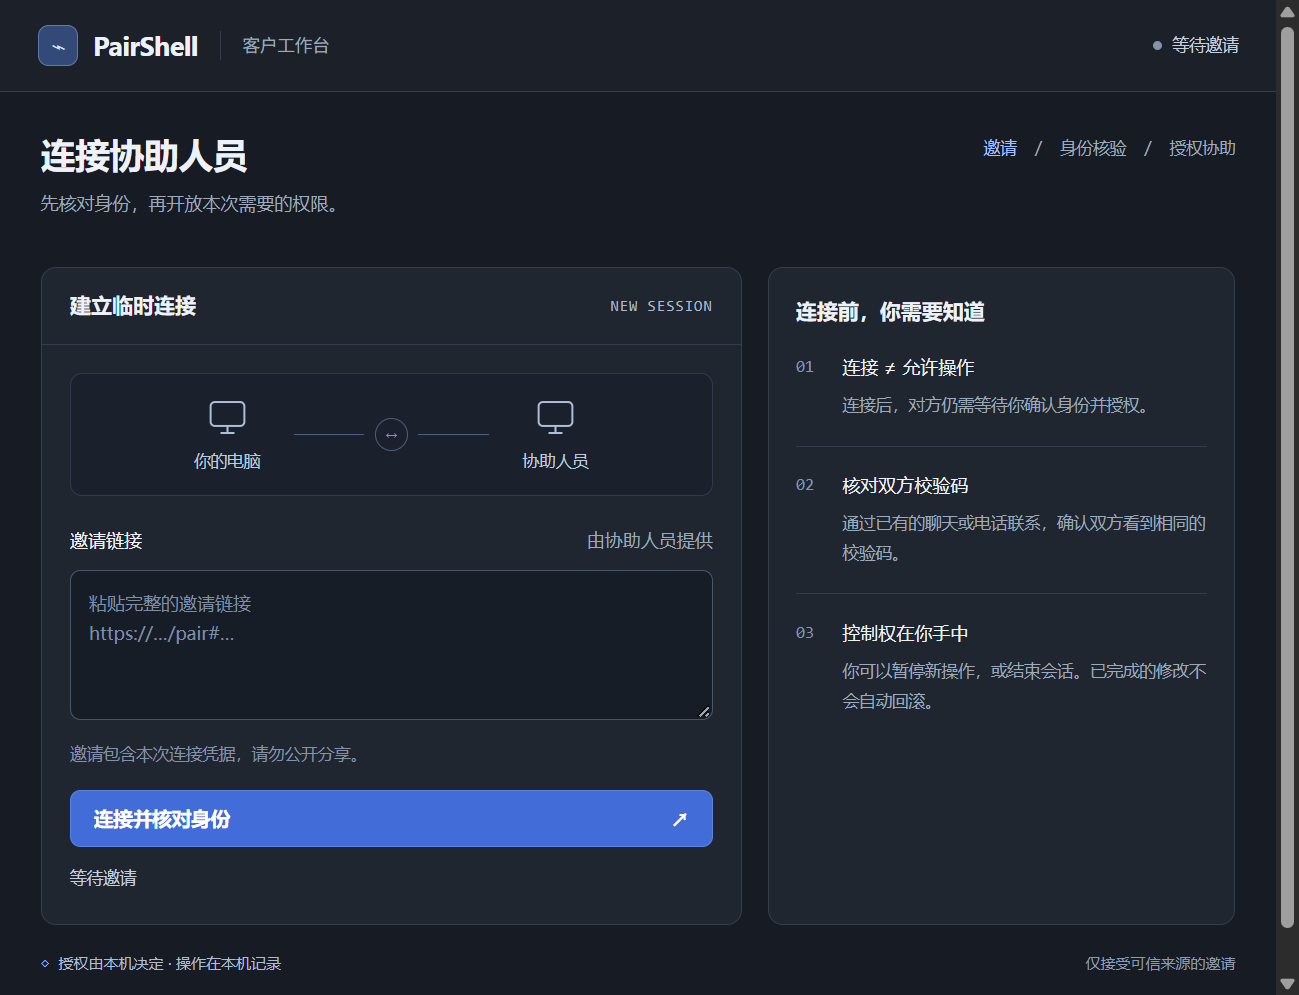 PairShell
客户工作台
等待邀请
连接协助人员
邀请 / 身份核验 / 授权协助
先核对身份，再开放本次需要的权限。
建立临时连接
NEW SESSION
你的电脑
↔
协助人员
邀请链接
由协助人员提供
粘贴完整的邀请链接
https://.../pair#...
邀请包含本次连接凭据，请勿公开分享。
连接并核对身份
等待邀请
连接前，你需要知道
01 连接 ≠ 允许操作
连接后，对方仍需等待你确认身份并授权。
02 核对双方校验码
通过已有的聊天或电话联系，确认双方看到相同的
校验码。
03 控制权在你手中
你可以暂停新操作，或结束会话。已完成的修改不
会自动回滚。
授权由本机决定 · 操作在本机记录
仅接受可信来源的邀请